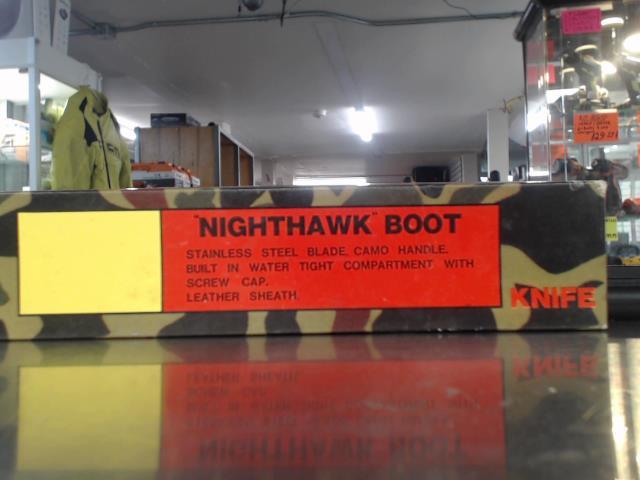 "NIGHTHAWK" BOOT
STAINLESS STEEL BLADE, CAMO HANDLE.
BUILT IN WATER TIGHT COMPARTMENT WITH
SCREW CAP.
LEATHER SHEATH.
KNIFE